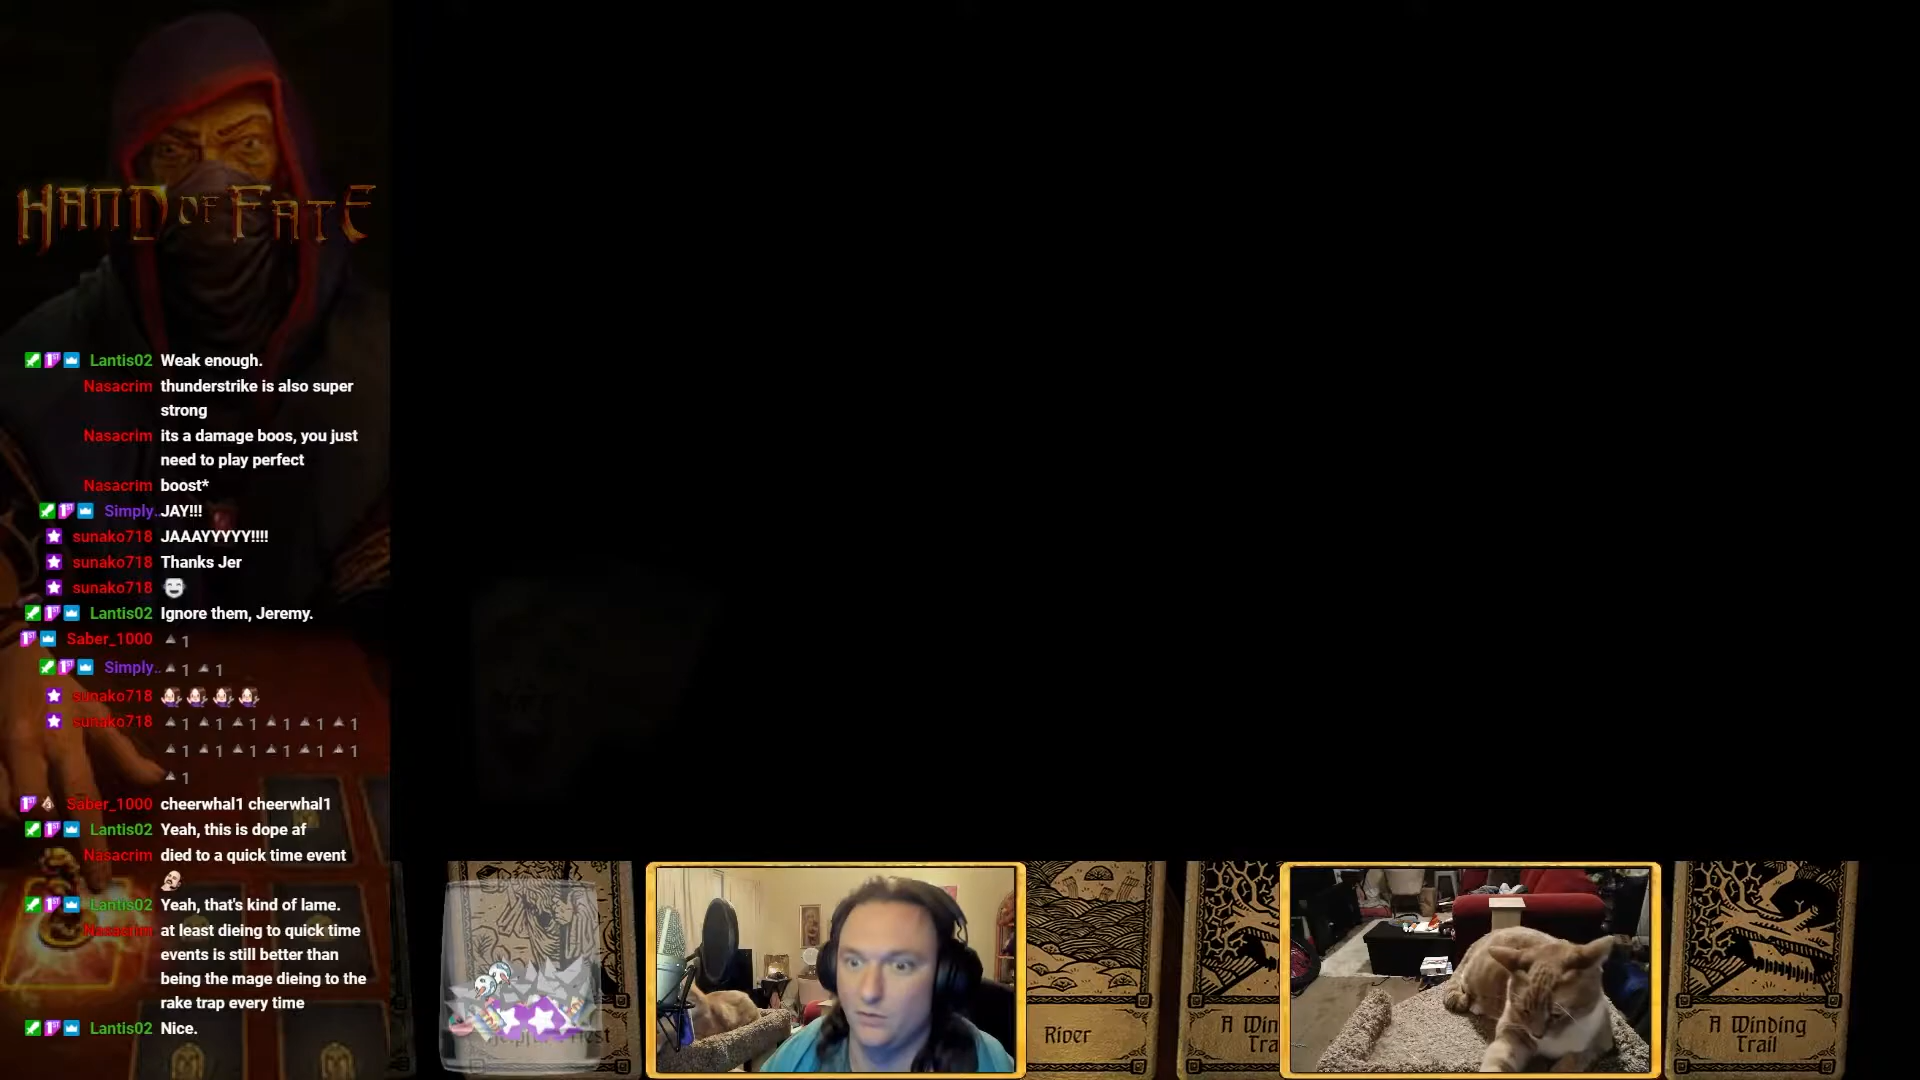 HAND OF FATE
Lantis02 Weak enough.
Nasacrim thunderstrike is also super
strong
Nasacrim its a damage boos, you just
need to play perfect
Nasacrim boost*
Simply.. JAY!!!
sunako718 JAAAYYYYY!!!!
sunako718 Thanks Jer
sunako718
Lantis02 Ignore them, Jeremy.
Saber_1000 1
Simply.. 1 1
sunako718
sunako718 1 1 1 1 1 1
1 1 1 1 1 1
1
Saber_1000 cheerwhal1 cheerwhal1
Lantis02 Yeah, this is dope af
Nasacrim died to a quick time event
Lantis02 Yeah, that's kind of lame.
Nasacrim at least dieing to quick time
events is still better than
being the mage dieing to the
rake trap every time
Lantis02 Nice.
River
A Win
Tra
A Winding
Trail